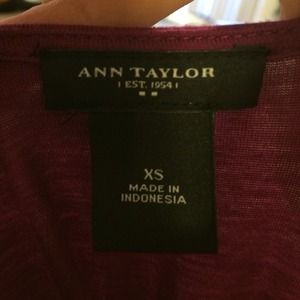 ANN TAYLOR
EST. 1954
XS
MADE IN
INDONESIA